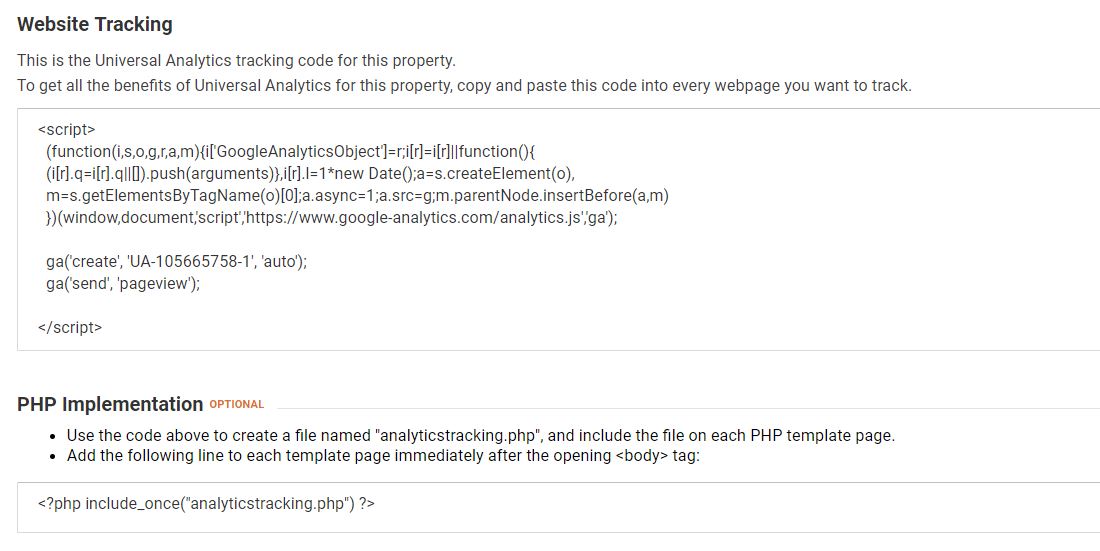 Website Tracking
This is the Universal Analytics tracking code for this property.
To get all the benefits of Universal Analytics for this property, copy and paste this code into every webpage you want to track.
<script>
(function(i,s,o,g,r,a,m){i['GoogleAnalyticsObject']=r;i[r]=i[r]||function(){
(i[r].q=i[r].q||[]).push(arguments)},i[r].l=1*new Date();a=s.createElement(o),
m=s.getElementsByTagName(o)[0];a.async=1;a.src=g;m.parentNode.insertBefore(a,m)
})(window,document,'script','https://www.google-analytics.com/analytics.js','ga');
ga('create', 'UA-105665758-1', 'auto');
ga('send', 'pageview');
</script>
PHP Implementation OPTIONAL
• Use the code above to create a file named "analyticstracking.php", and include the file on each PHP template page.
• Add the following line to each template page immediately after the opening <body> tag:
<?php include_once("analyticstracking.php") ?>